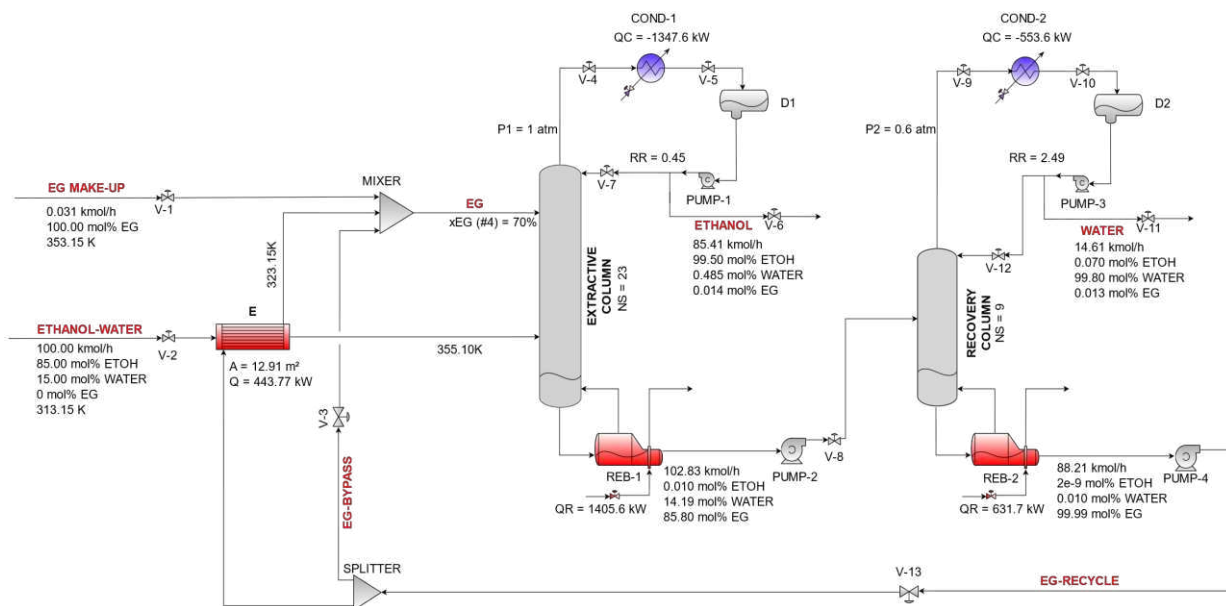 COND-1
QC = -1347.6 kW
V-4
V-5
D1
P1 = 1 atm
RR = 0.45
V-7
PUMP-1
V-6
ETHANOL
85.41 kmol/h
99.50 mol% ETOH
0.485 mol% WATER
0.014 mol% EG
COND-2
QC = -553.6 kW
V-9
V-10
D2
P2 = 0.6 atm
RR = 2.49
PUMP-3
V-11
WATER
14.61 kmol/h
0.070 mol% ETOH
99.80 mol% WATER
0.013 mol% EG
V-12
EG MAKE-UP
0.031 kmol/h
100.00 mol% EG
353.15 K
V-1
MIXER
EG
xEG (#4) = 70%
323.15K
ETHANOL-WATER
100.00 kmol/h
85.00 mol% ETOH
15.00 mol% WATER
0 mol% EG
313.15 K
V-2
E
A = 12.91 m²
Q = 443.77 kW
355.10K
EXTRACTIVE
COLUMN
NS = 23
RECOVERY
COLUMN
NS = 9
V-3
EG-BYPASS
REB-1
QR = 1405.6 kW
102.83 kmol/h
0.010 mol% ETOH
14.19 mol% WATER
85.80 mol% EG
PUMP-2
V-8
REB-2
QR = 631.7 kW
88.21 kmol/h
2e-9 mol% ETOH
0.010 mol% WATER
99.99 mol% EG
PUMP-4
SPLITTER
V-13
EG-RECYCLE